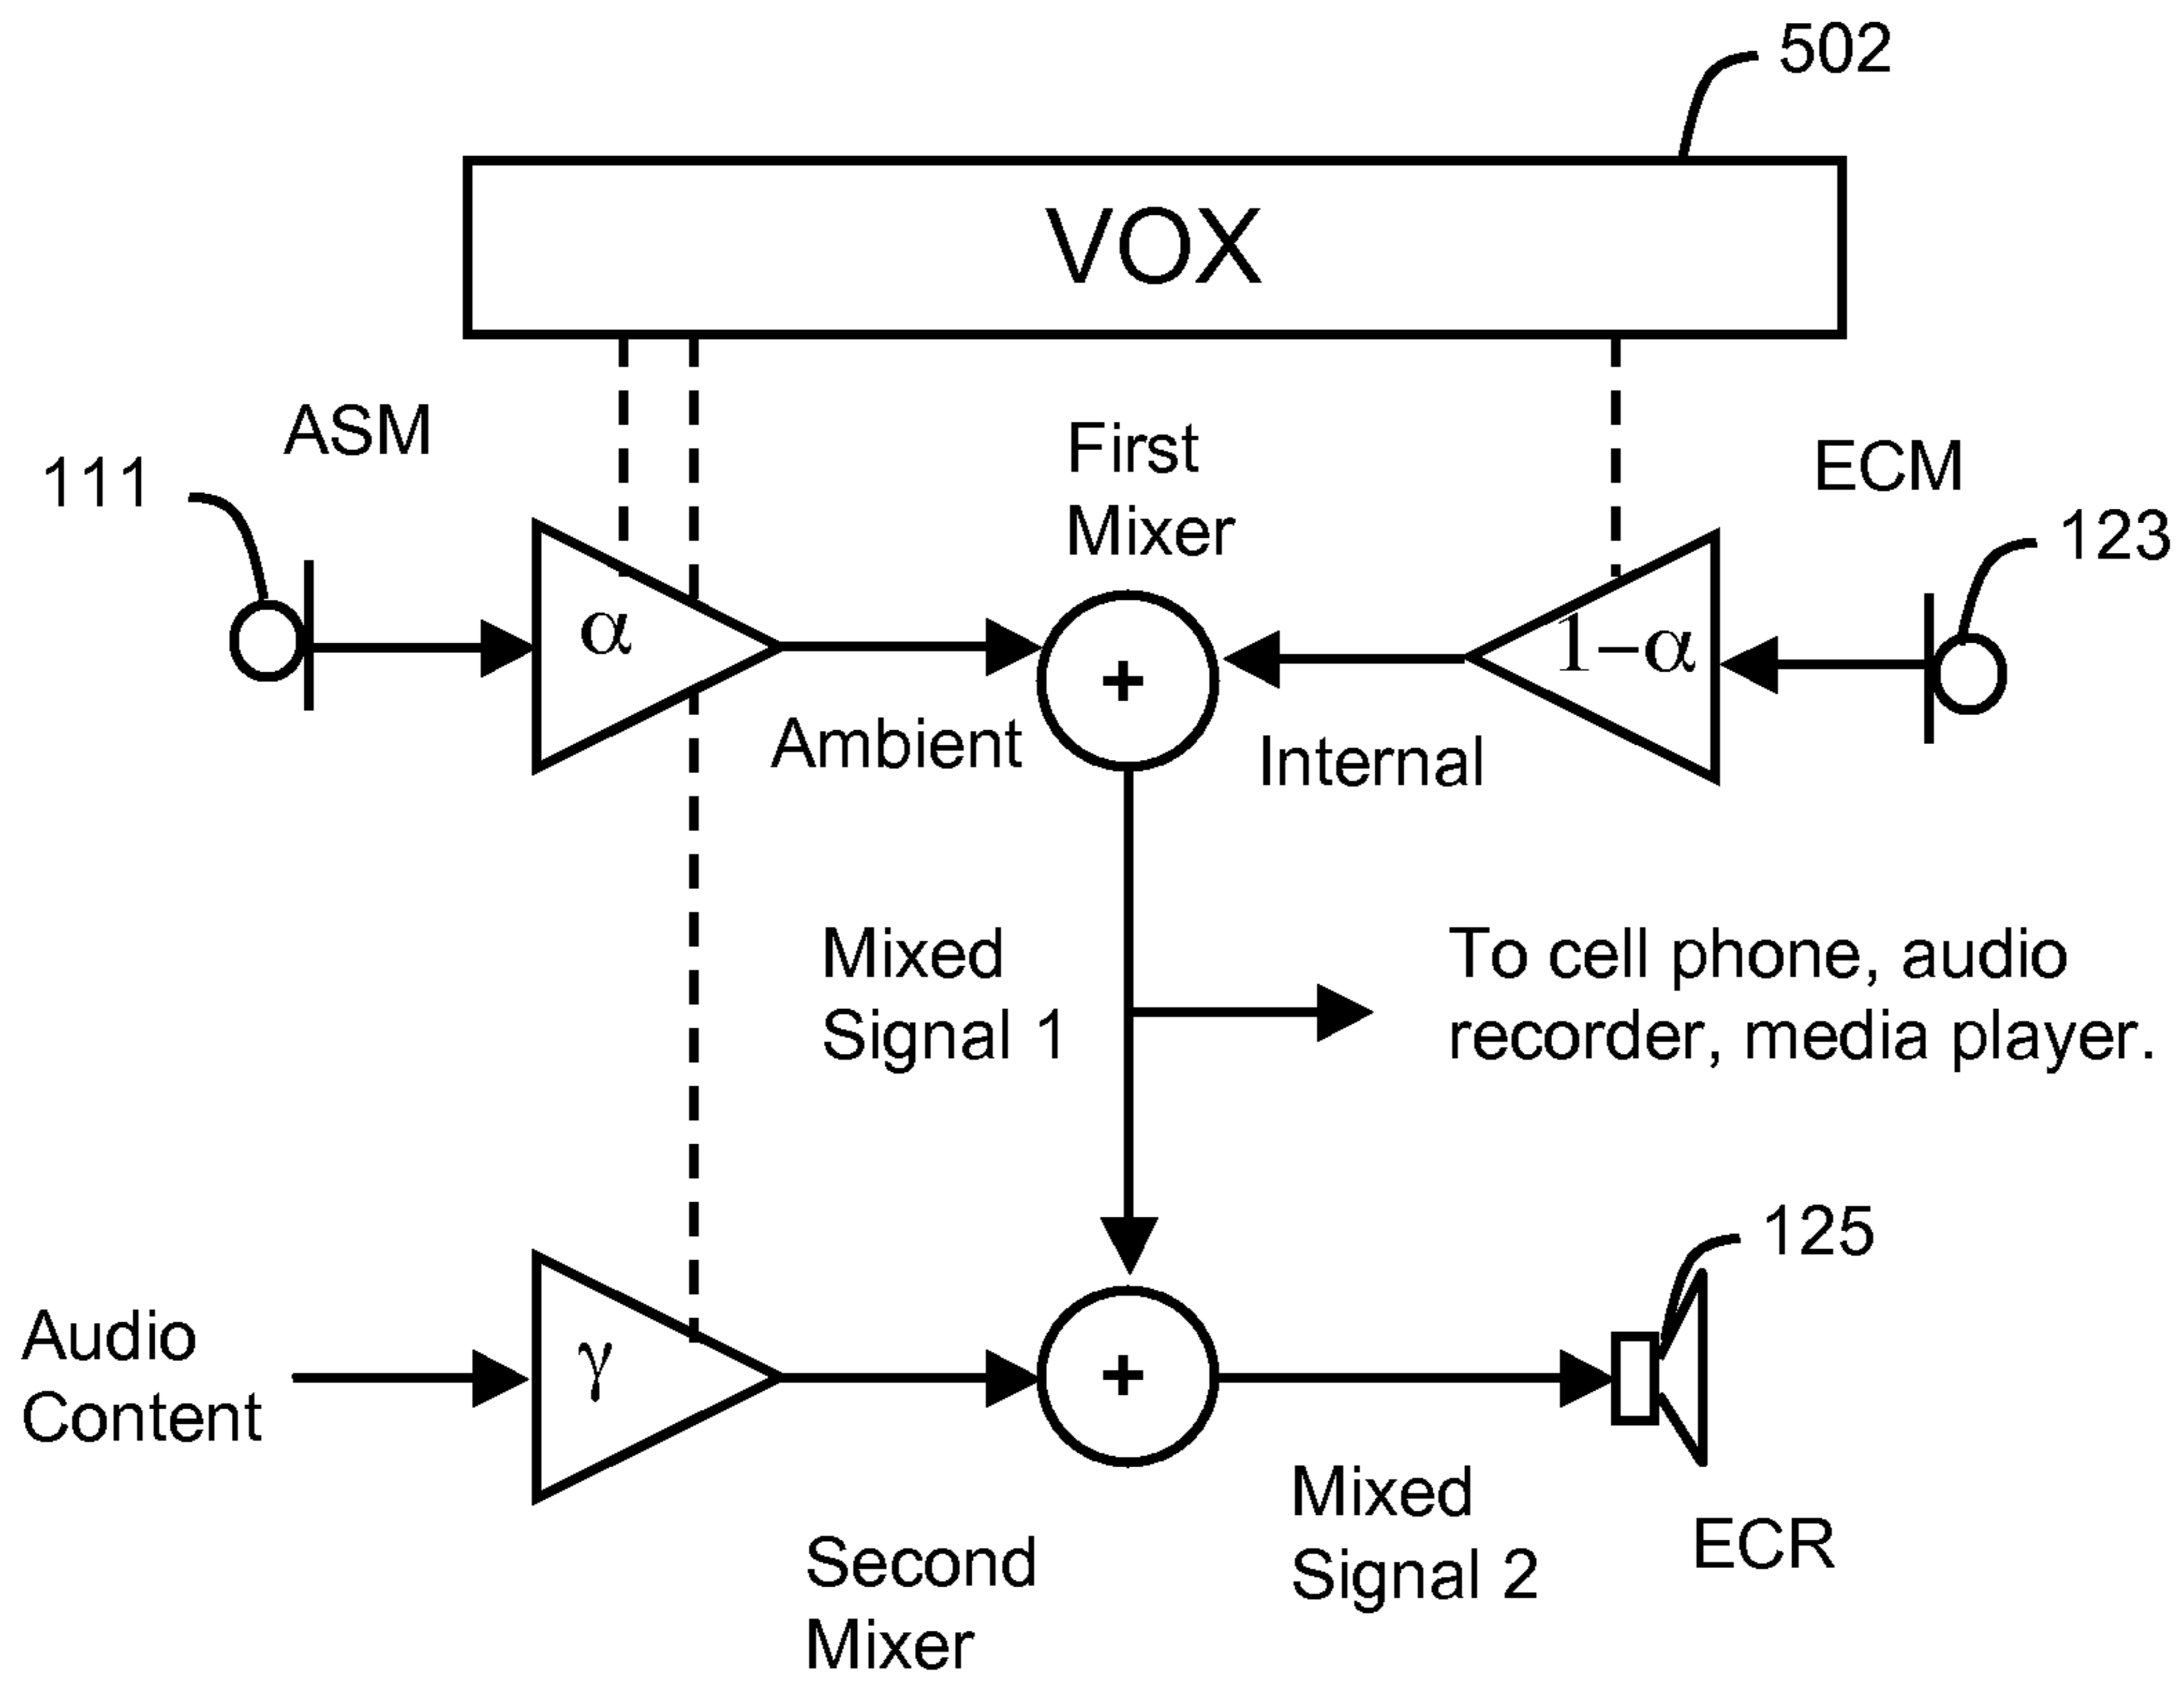 502
VOX
ASM
111
First
Mixer
ECM
123
α
+
1–α
Ambient
Internal
Mixed
Signal 1
To cell phone, audio
recorder, media player.
125
Audio
Content
γ
+
Mixed
Signal 2
ECR
Second
Mixer